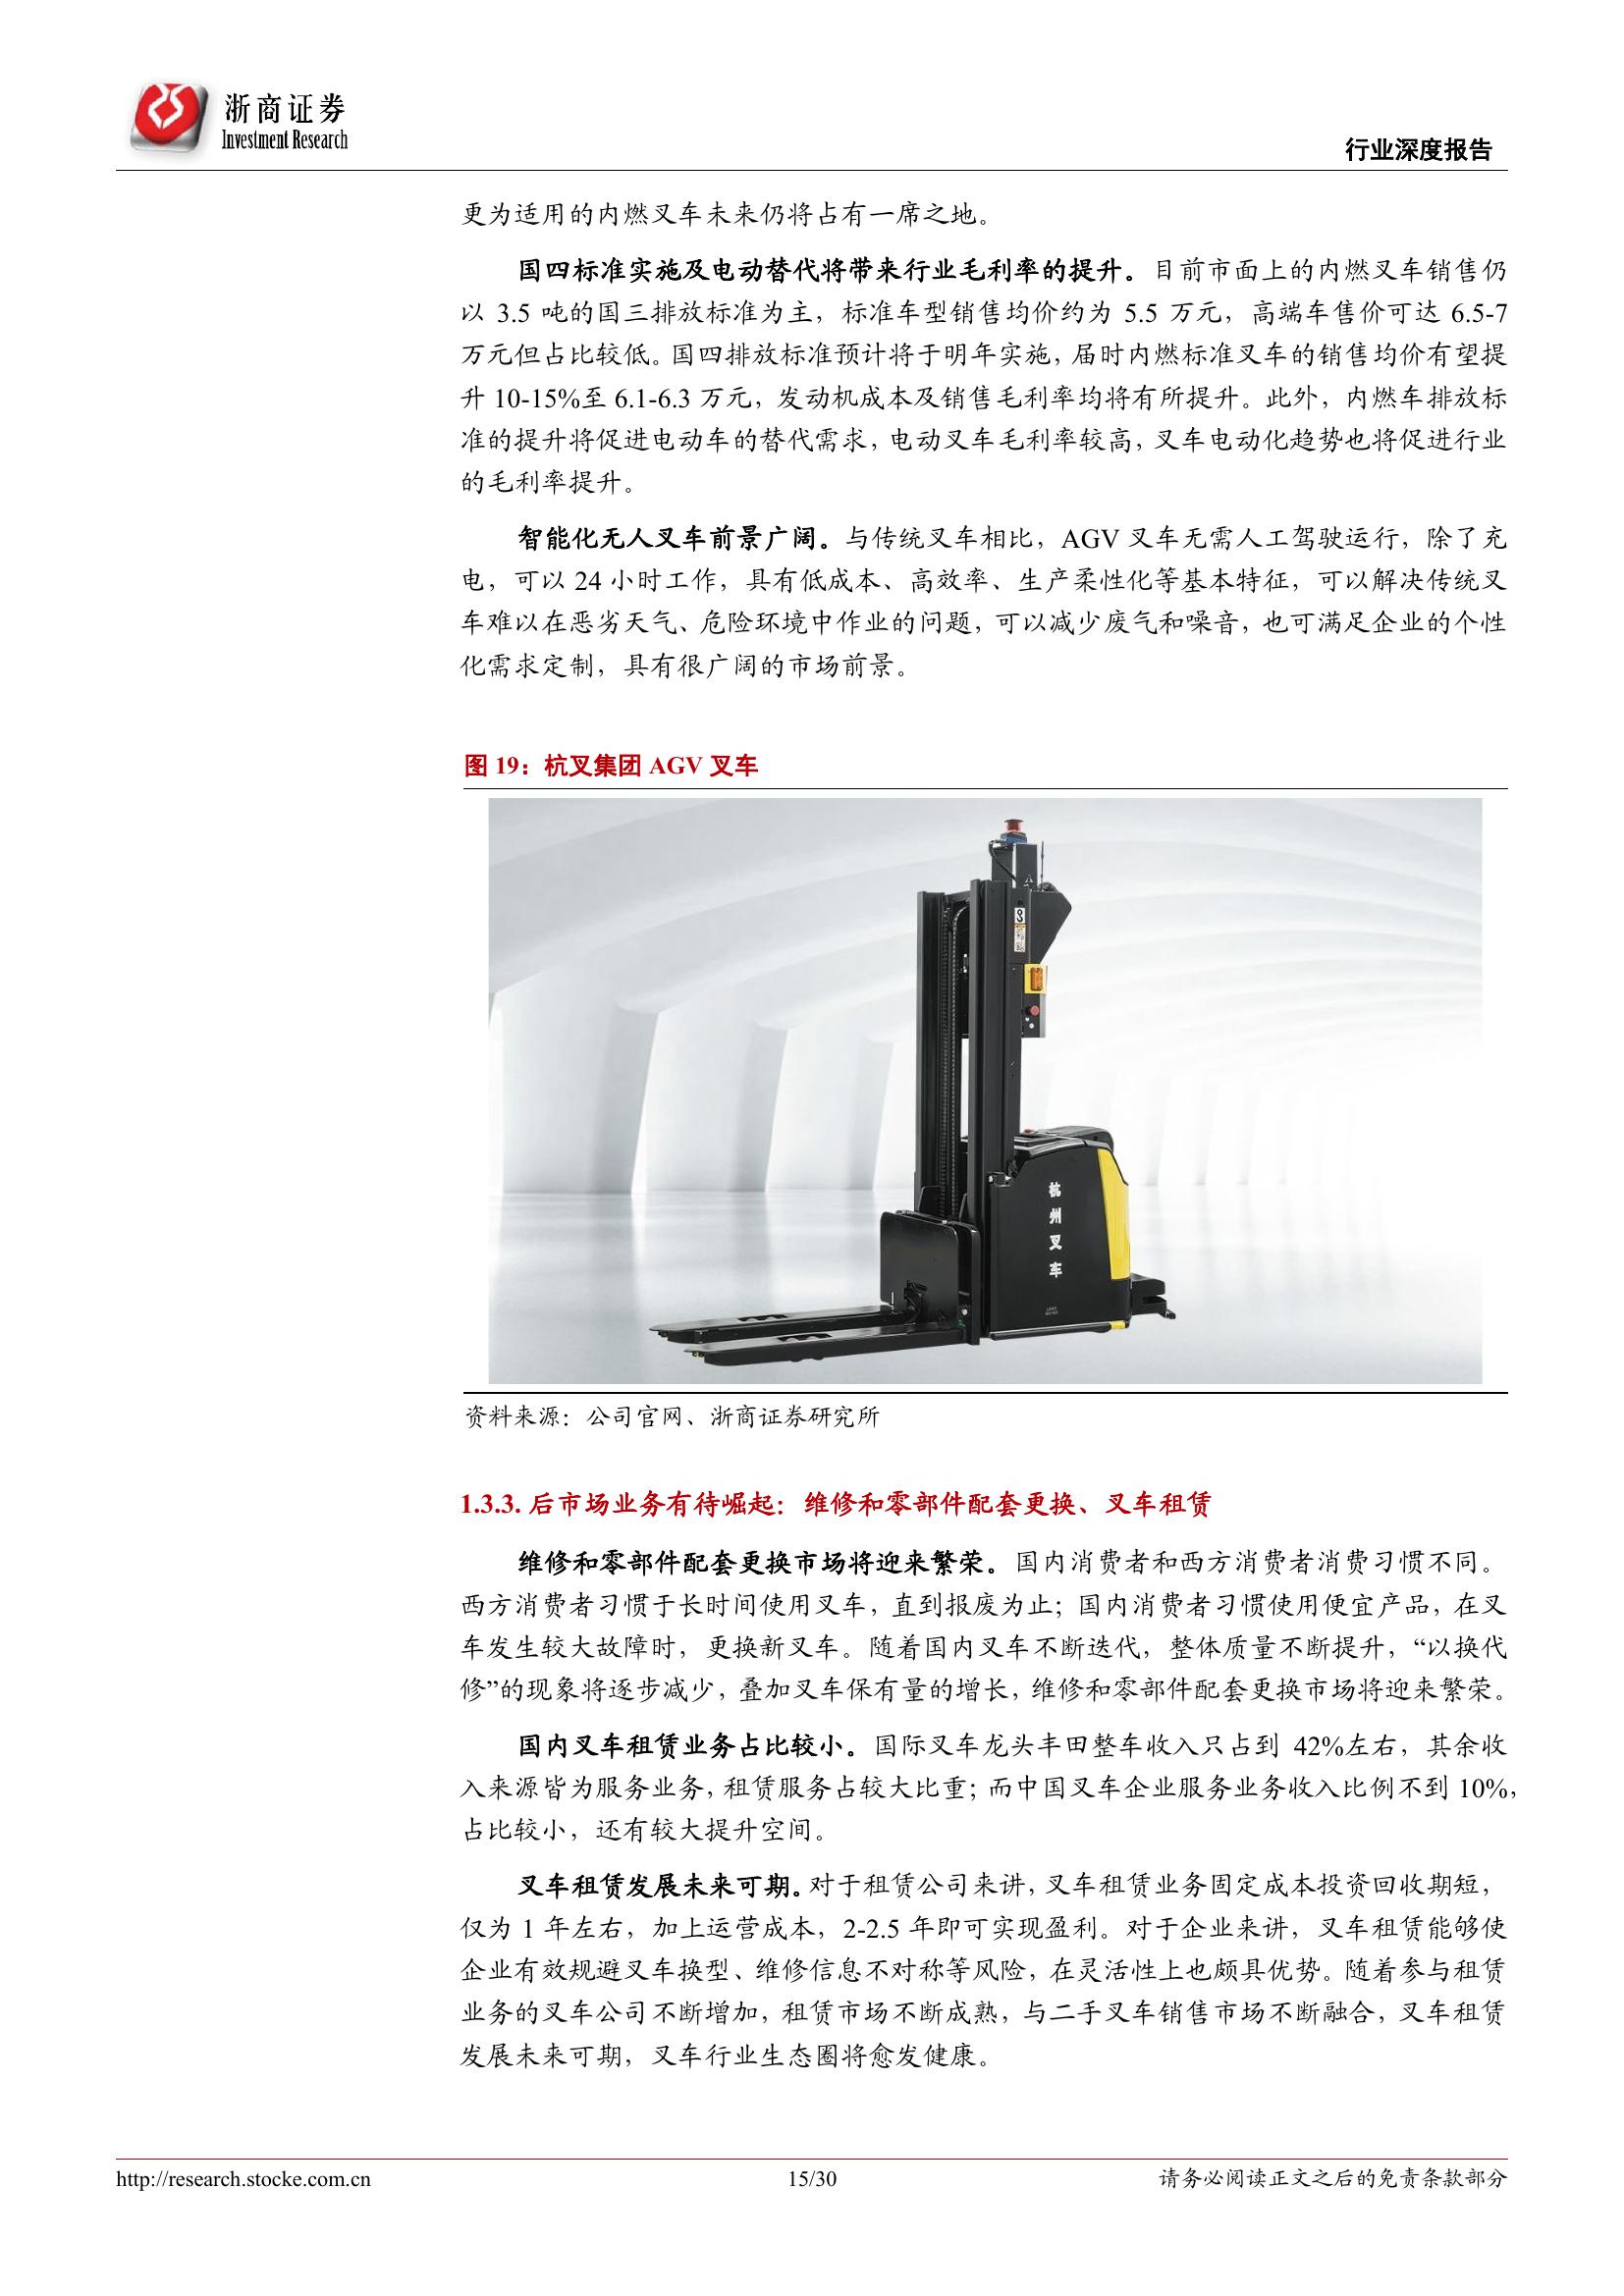 浙商证券
Investment Research
行业深度报告
更为适用的内燃叉车未来仍将占有一席之地。
国四标准实施及电动替代将带来行业毛利率的提升。目前市面上的内燃叉车销售仍
以 3.5 吨的国三排放标准为主，标准车型销售均价约为 5.5 万元，高端车售价可达 6.5-7
万元但占比较低。国四排放标准预计将于明年实施，届时内燃标准叉车的销售均价有望提
升 10-15%至 6.1-6.3 万元，发动机成本及销售毛利率均将有所提升。此外，内燃车排放标
准的提升将促进电动车的替代需求，电动叉车毛利率较高，叉车电动化趋势也将促进行业
的毛利率提升。
智能化无人叉车前景广阔。与传统叉车相比，AGV 叉车无需人工驾驶运行，除了充
电，可以 24 小时工作，具有低成本、高效率、生产柔性化等基本特征，可以解决传统叉
车难以在恶劣天气、危险环境中作业的问题，可以减少废气和噪音，也可满足企业的个性
化需求定制，具有很广阔的市场前景。
图 19：杭叉集团 AGV 叉车
杭
州
叉
车
资料来源：公司官网、浙商证券研究所
1.3.3. 后市场业务有待崛起：维修和零部件配套更换、叉车租赁
维修和零部件配套更换市场将迎来繁荣。国内消费者和西方消费者消费习惯不同。
西方消费者习惯于长时间使用叉车，直到报废为止；国内消费者习惯使用便宜产品，在叉
车发生较大故障时，更换新叉车。随着国内叉车不断迭代，整体质量不断提升，“以换代
修”的现象将逐步减少，叠加叉车保有量的增长，维修和零部件配套更换市场将迎来繁荣。
国内叉车租赁业务占比较小。国际叉车龙头丰田整车收入只占到 42%左右，其余收
入来源皆为服务业务，租赁服务占较大比重；而中国叉车企业服务业务收入比例不到 10%，
占比较小，还有较大提升空间。
叉车租赁发展未来可期。对于租赁公司来讲，叉车租赁业务固定成本投资回收期短，
仅为 1 年左右，加上运营成本，2-2.5 年即可实现盈利。对于企业来讲，叉车租赁能够使
企业有效规避叉车换型、维修信息不对称等风险，在灵活性上也颇具优势。随着参与租赁
业务的叉车公司不断增加，租赁市场不断成熟，与二手叉车销售市场不断融合，叉车租赁
发展未来可期，叉车行业生态圈将愈发健康。
http://research.stocke.com.cn
15/30
请务必阅读正文之后的免责条款部分